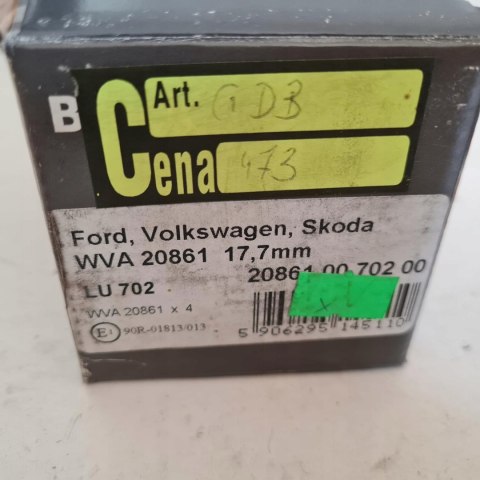 B
Art. GDB
Cena 473
Ford, Volkswagen, Skoda
WVA 20861 17,7mm
20861 00 702 00
LU 702
WVA 20861 x 4
E 90R-01813/013
5 906295 145110